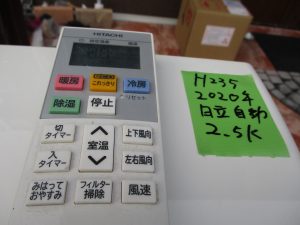 HITACHI
暖房
これっきり
冷房
除湿
停止
リセット
切
タイマー
室温
上下風向
入
タイマー
左右風向
みはって
おやすみ
フィルター
掃除
風速
H235
2020年
日立自動
2.5K